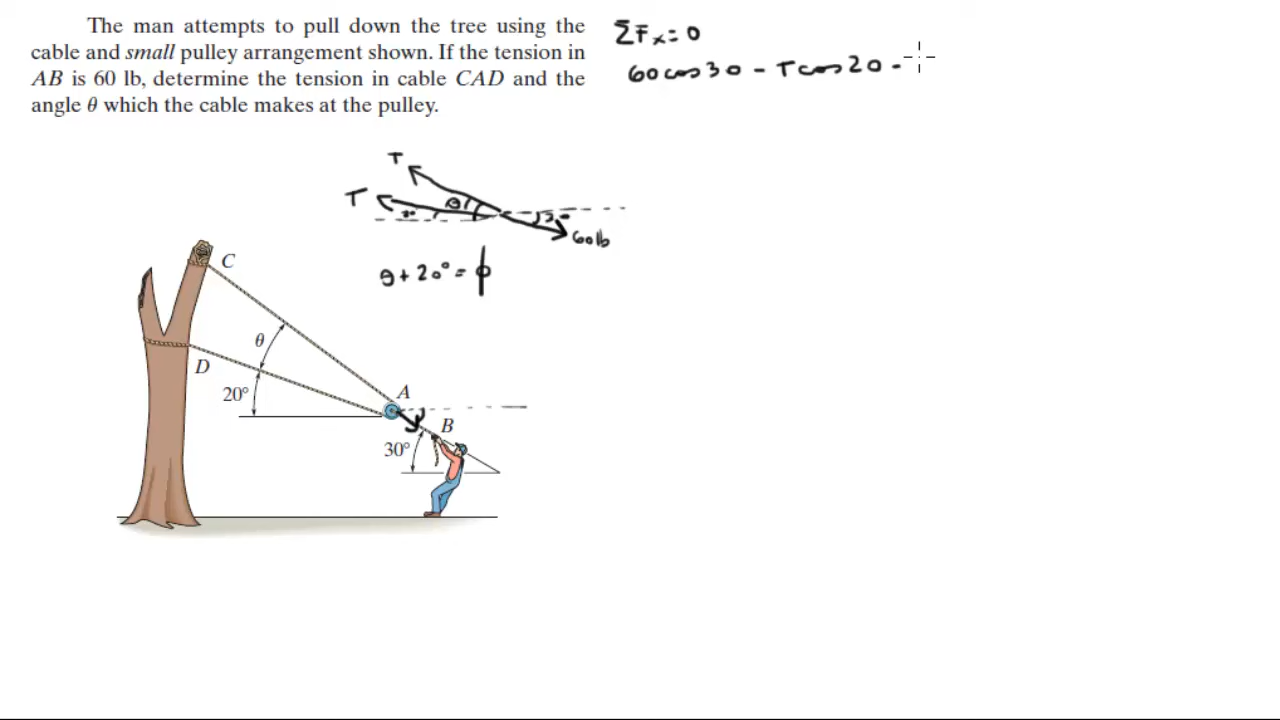 The man attempts to pull down the tree using the
cable and small pulley arrangement shown. If the tension in
AB is 60 lb, determine the tension in cable CAD and the
angle θ which the cable makes at the pulley.
ΣFx=0
60cos30 - Tcos20 -
T
T
θ
20°
30°
60lb
θ+20°=ϕ
C
θ
D
20°
A
B
30°